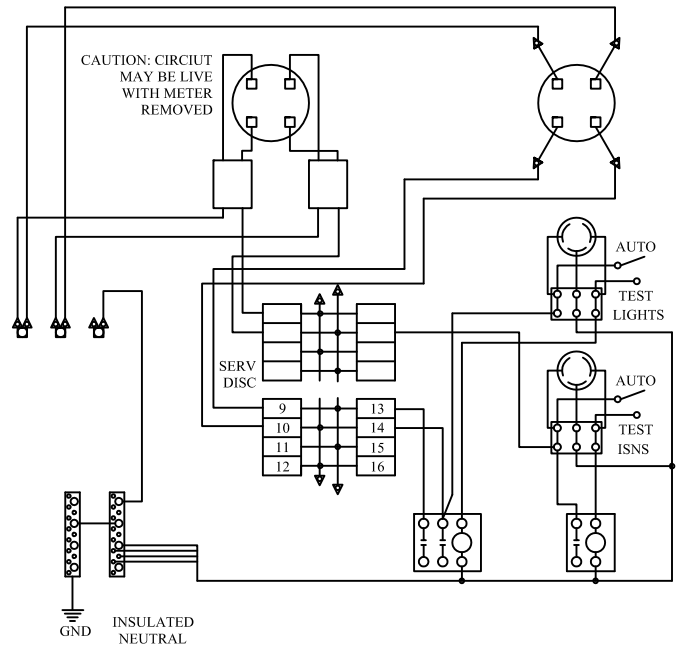 CAUTION: CIRCIUT
MAY BE LIVE
WITH METER
REMOVED
AUTO
TEST
LIGHTS
SERV
DISC
AUTO
TEST
ISNS
9 13
10 14
11 15
12 16
GND
INSULATED
NEUTRAL